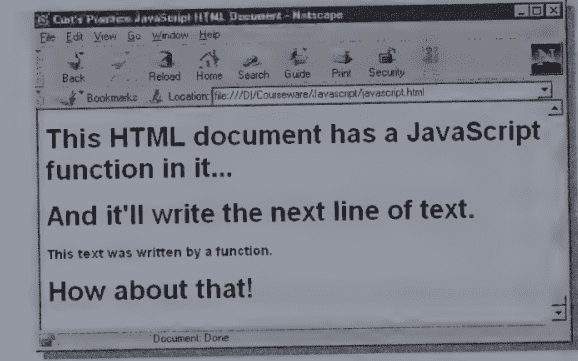 Curt's Practice JavaScript HTML Document - Netscape
File Edit View Go Window Help
Back Reload Home Search Guide Print Security
N
Bookmarks Location: file:///D|/Courseware/Javascript/javascript.html
This HTML document has a JavaScript
function in it...
And it'll write the next line of text.
This text was written by a function.
How about that!
Document: Done